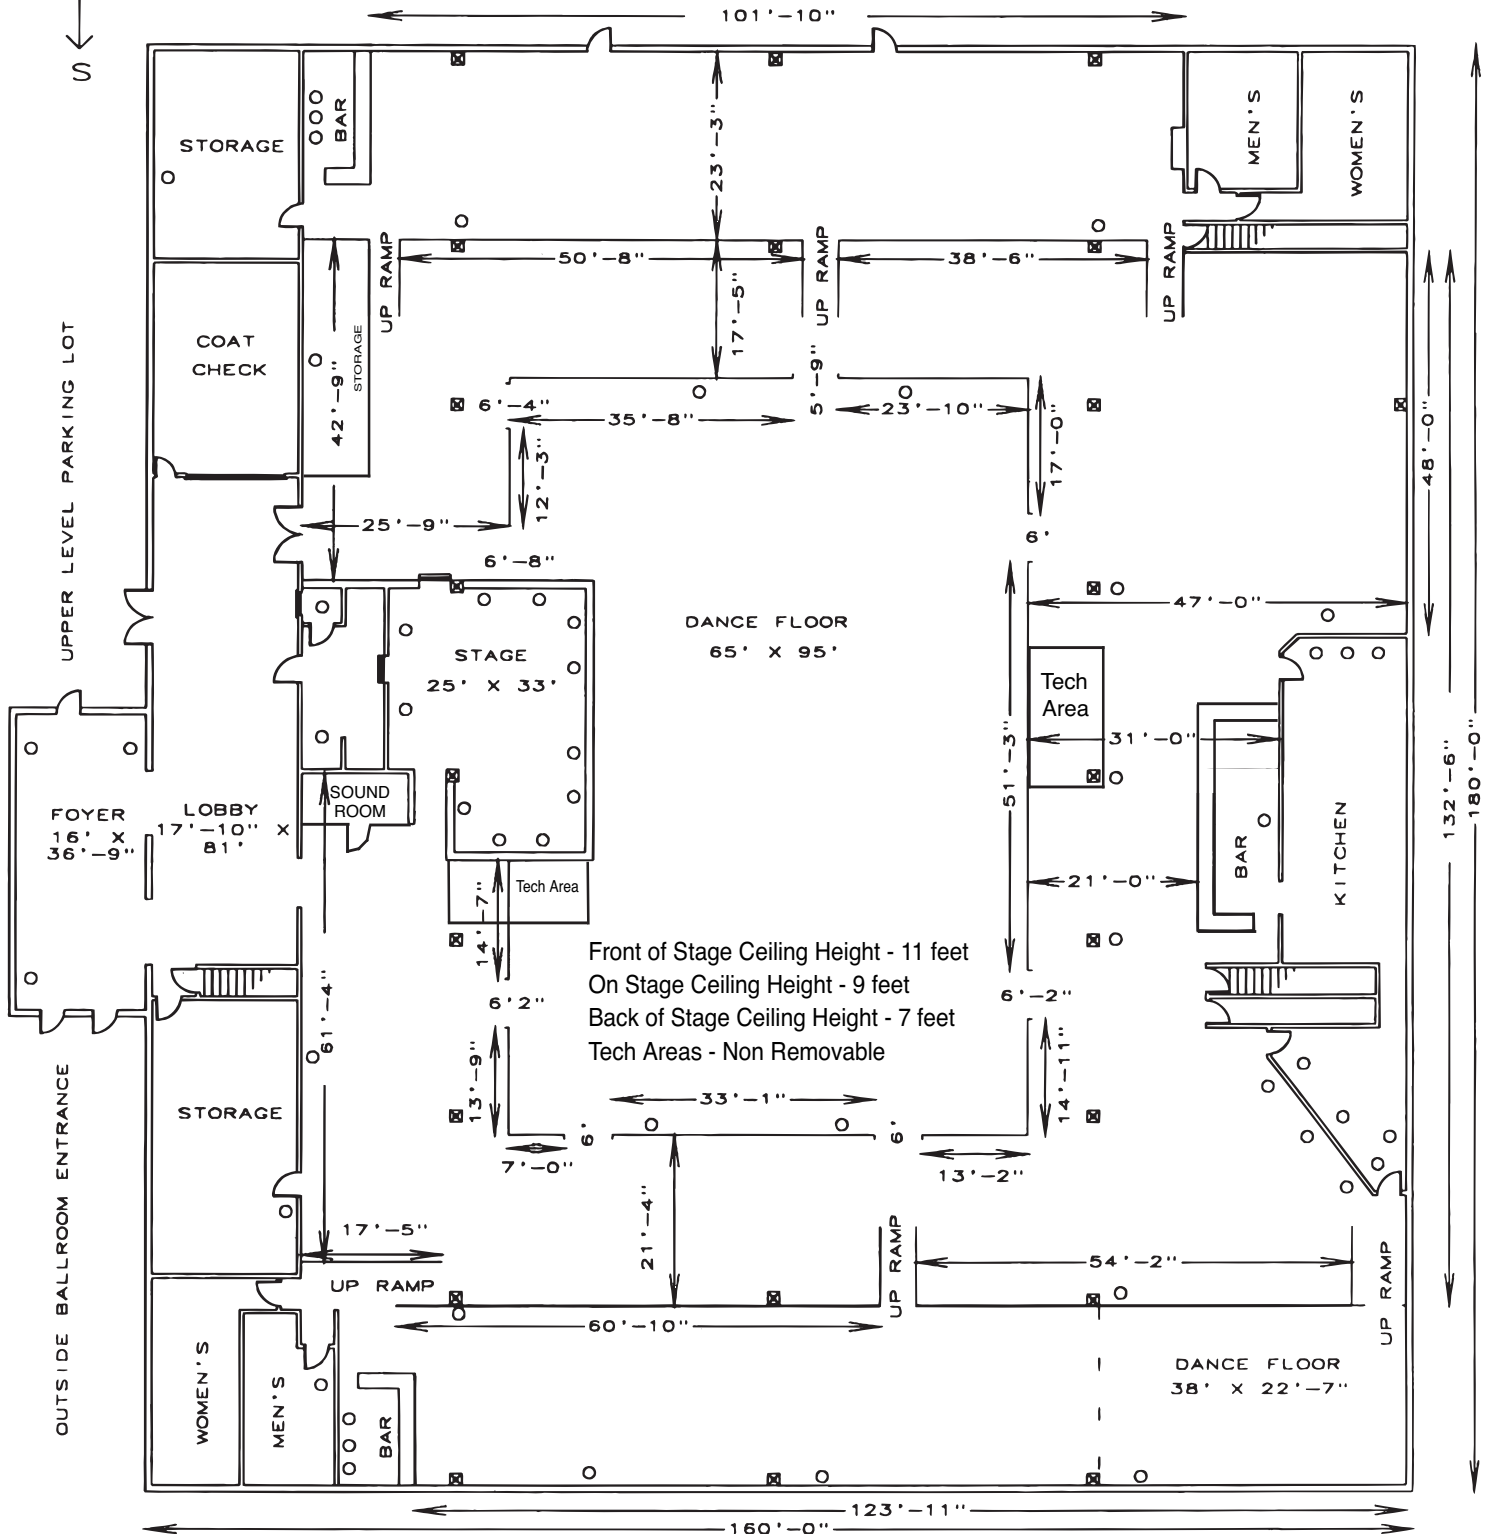 101'-10"
S
STORAGE
BAR
23'-3"
MEN'S
WOMEN'S
UP RAMP
50'-8"
UP RAMP
38'-6"
UP RAMP
17'-5"
COAT
CHECK
42'-9"
STORAGE
UPPER LEVEL PARKING LOT
6'-4"
35'-8"
5'-9"
23'-10"
17'-0"
48'-0"
12'-3"
25'-9"
6'-8"
6'
47'-0"
DANCE FLOOR
65' X 95'
STAGE
25' X 33'
Tech
Area
31'-0"
51'-3"
132'-6"
180'-0"
SOUND
ROOM
FOYER
16' X
36'-9"
LOBBY
17'-10" X
81'
BAR
KITCHEN
21'-0"
Tech Area
14'-7"
Front of Stage Ceiling Height - 11 feet
On Stage Ceiling Height - 9 feet
Back of Stage Ceiling Height - 7 feet
Tech Areas - Non Removable
6'2"
6'-2"
61'-4"
13'-9"
14'-11"
33'-1"
STORAGE
OUTSIDE BALLROOM ENTRANCE
6'
6'
7'-0"
13'-2"
21'-4"
17'-5"
UP RAMP
UP RAMP
54'-2"
UP RAMP
60'-10"
DANCE FLOOR
38' X 22'-7"
WOMEN'S
MEN'S
BAR
123'-11"
160'-0"